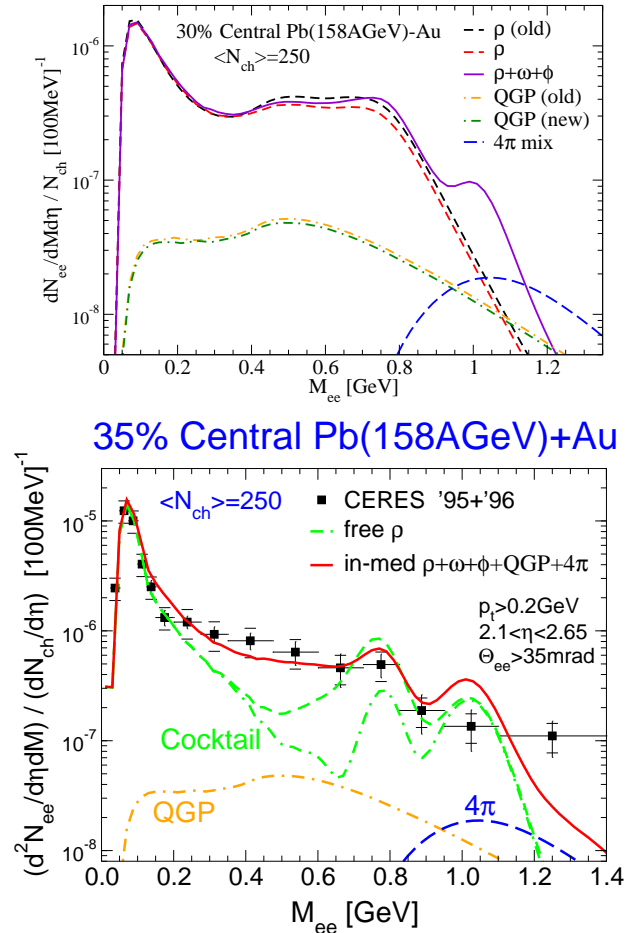 30% Central Pb(158AGeV)-Au
<N_ch>=250
ρ (old)
ρ
ρ+ω+φ
QGP (old)
QGP (new)
4π mix
dN_ee/dMdη / N_ch [100MeV]^-1
10^-6
10^-7
10^-8
0 0.2 0.4 0.6 0.8 1 1.2
M_ee [GeV]
35% Central Pb(158AGeV)+Au
<N_ch>=250
CERES '95+'96
free ρ
in-med ρ+ω+φ+QGP+4π
p_t>0.2GeV
2.1<η<2.65
Θ_ee>35mrad
Cocktail
QGP
4π
(d^2N_ee/dηdM) / (dN_ch/dη) [100MeV]^-1
10^-5
10^-6
10^-7
10^-8
0.0 0.2 0.4 0.6 0.8 1.0 1.2 1.4
M_ee [GeV]